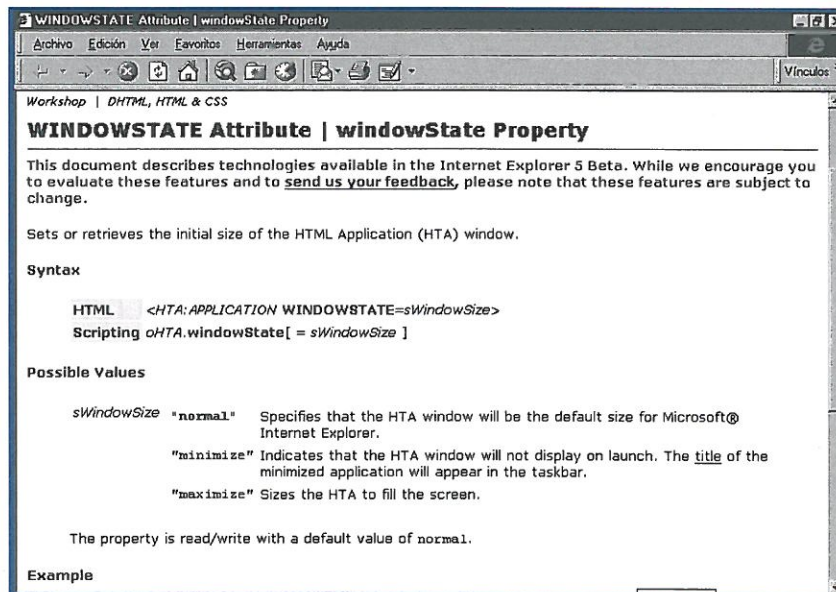 WINDOWSTATE Attribute | windowState Property
Archivo Edición Ver Favoritos Herramientas Ayuda
Vínculos
Workshop | DHTML, HTML & CSS
WINDOWSTATE Attribute | windowState Property
This document describes technologies available in the Internet Explorer 5 Beta. While we encourage you
to evaluate these features and to send us your feedback, please note that these features are subject to
change.
Sets or retrieves the initial size of the HTML Application (HTA) window.
Syntax
HTML <HTA:APPLICATION WINDOWSTATE=sWindowSize>
Scripting oHTA.windowState[ = sWindowSize ]
Possible Values
sWindowSize "normal" Specifies that the HTA window will be the default size for Microsoft®
Internet Explorer.
"minimize" Indicates that the HTA window will not display on launch. The title of the
minimized application will appear in the taskbar.
"maximize" Sizes the HTA to fill the screen.
The property is read/write with a default value of normal.
Example